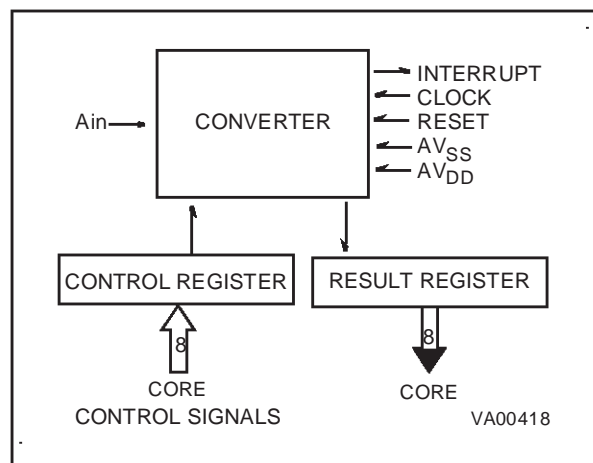 INTERRUPT
CLOCK
Ain
CONVERTER
RESET
AVSS
AVDD
CONTROL REGISTER
RESULT REGISTER
8
8
CORE
CONTROL SIGNALS
CORE
VA00418